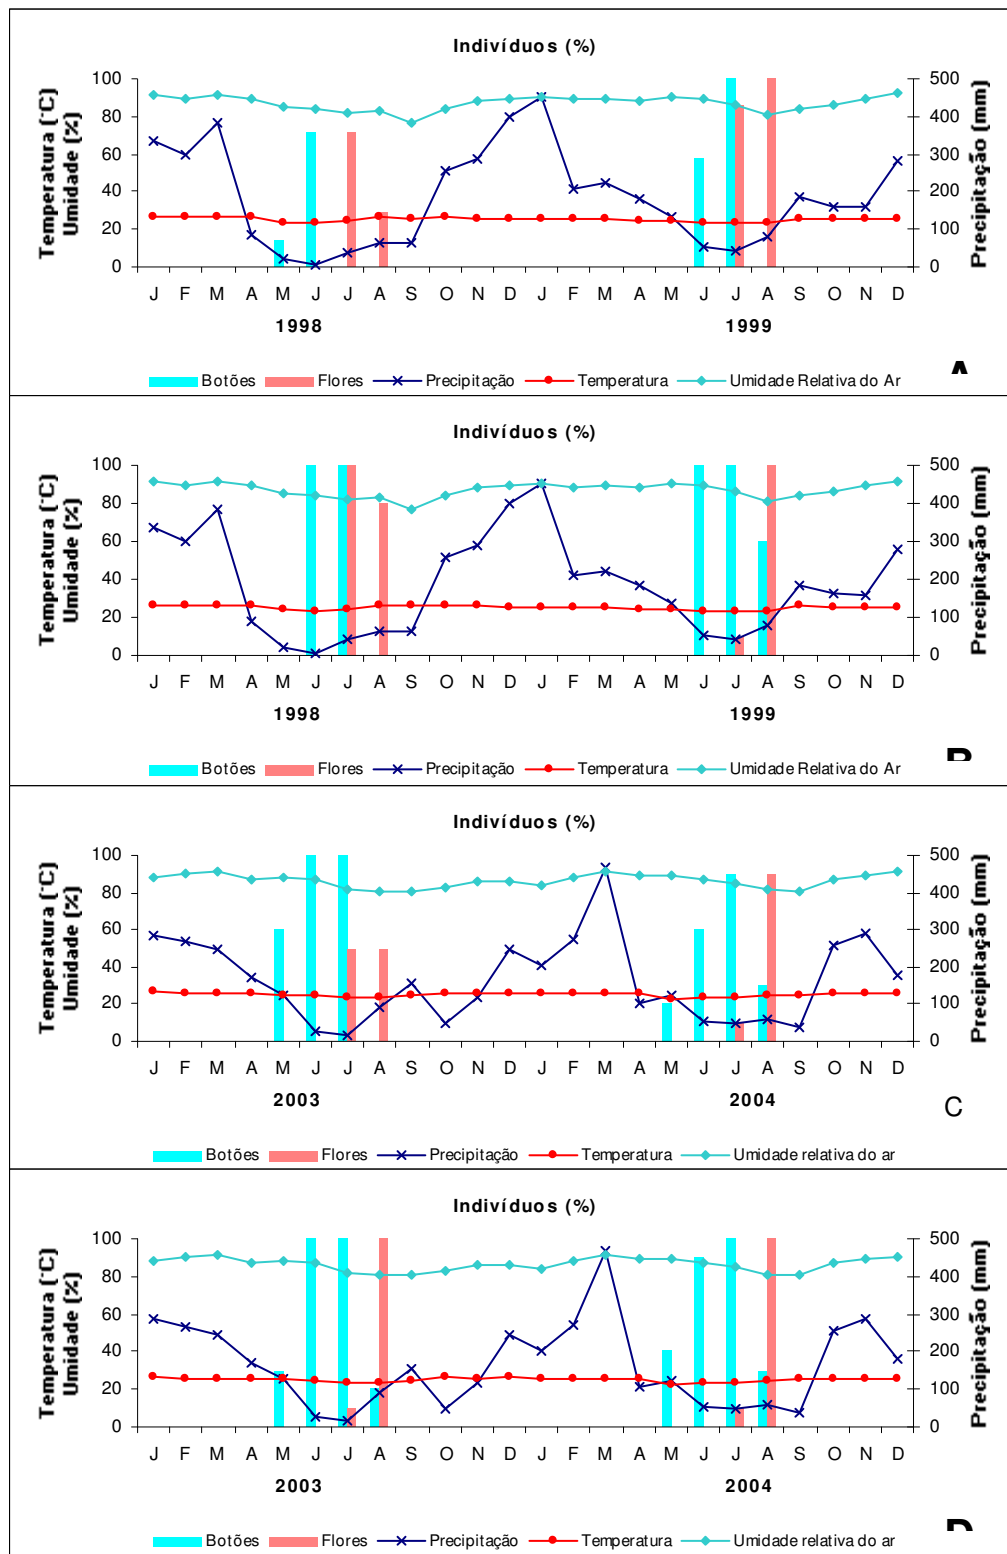 Indivíduos (%)
Temperatura (°C)
Umidade (%)
100 80 60 40 20 0
500 400 300 200 100 0
Precipitação (mm)
J F M A M J J A S O N D J F M A M J J A S O N D
1998 1999
Botões Flores Precipitação Temperatura Umidade Relativa do Ar
A
Indivíduos (%)
Temperatura (°C)
Umidade (%)
100 80 60 40 20 0
500 400 300 200 100 0
Precipitação (mm)
J F M A M J J A S O N D J F M A M J J A S O N D
1998 1999
B
Botões Flores Precipitação Temperatura Umidade Relativa do Ar
Indivíduos (%)
Temperatura (°C)
Umidade (%)
100 80 60 40 20 0
500 400 300 200 100 0
Precipitação (mm)
J F M A M J J A S O N D J F M A M J J A S O N D
2003 2004
C
Botões Flores Precipitação Temperatura Umidade relativa do ar
Indivíduos (%)
Temperatura (°C)
Umidade (%)
100 80 60 40 20 0
500 400 300 200 100 0
Precipitação (mm)
J F M A M J J A S O N D J F M A M J J A S O N D
2003 2004
D
Botões Flores Precipitação Temperatura Umidade relativa do ar